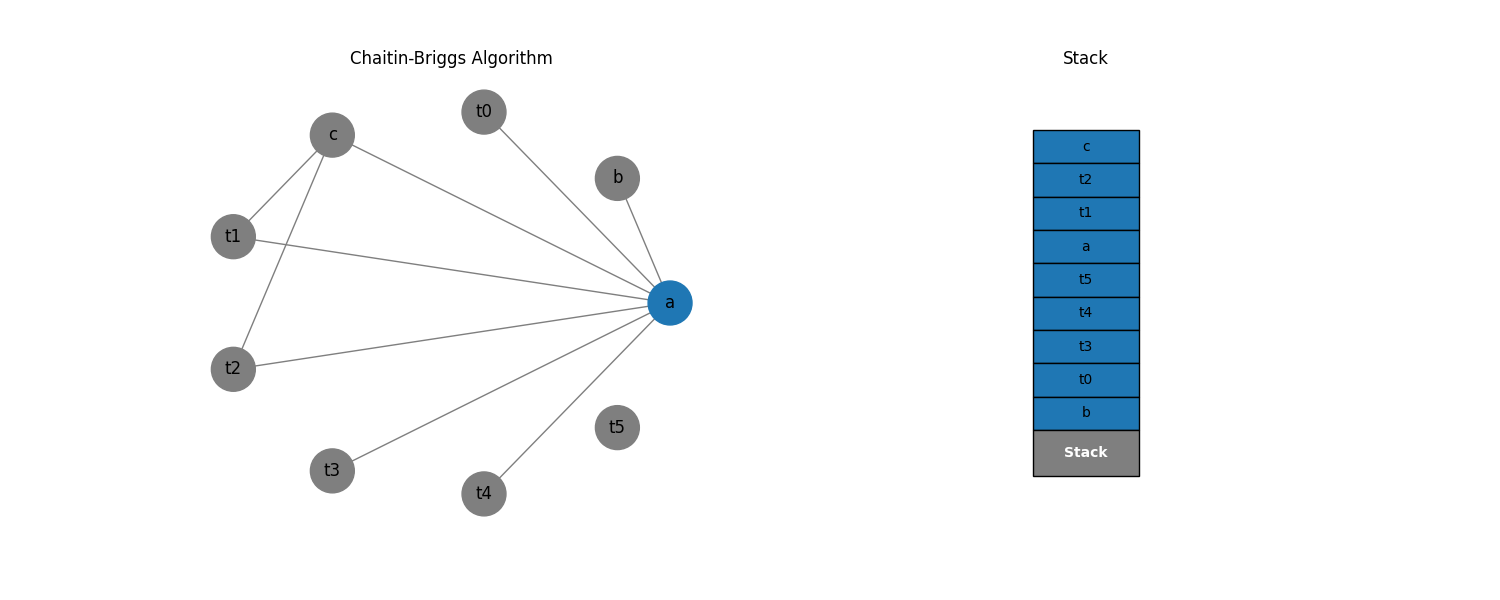 Chaitin-Briggs Algorithm
t0
c
b
t1
a
t2
t5
t3
t4
Stack
c
t2
t1
a
t5
t4
t3
t0
b
Stack